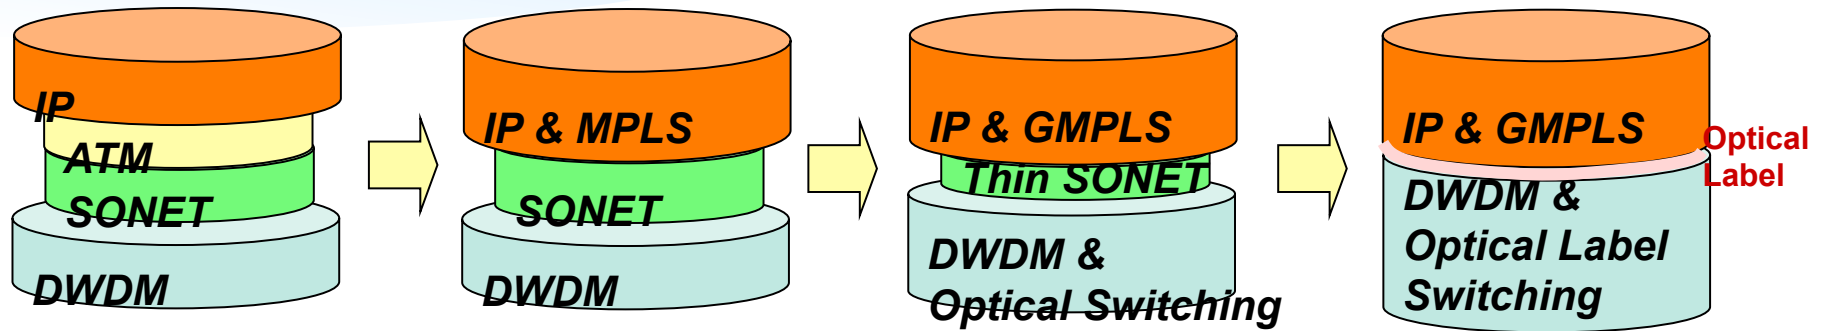 IP
ATM
SONET
DWDM
IP & MPLS
SONET
DWDM
IP & GMPLS
Thin SONET
DWDM &
Optical Switching
IP & GMPLS
Optical
Label
DWDM &
Optical Label
Switching